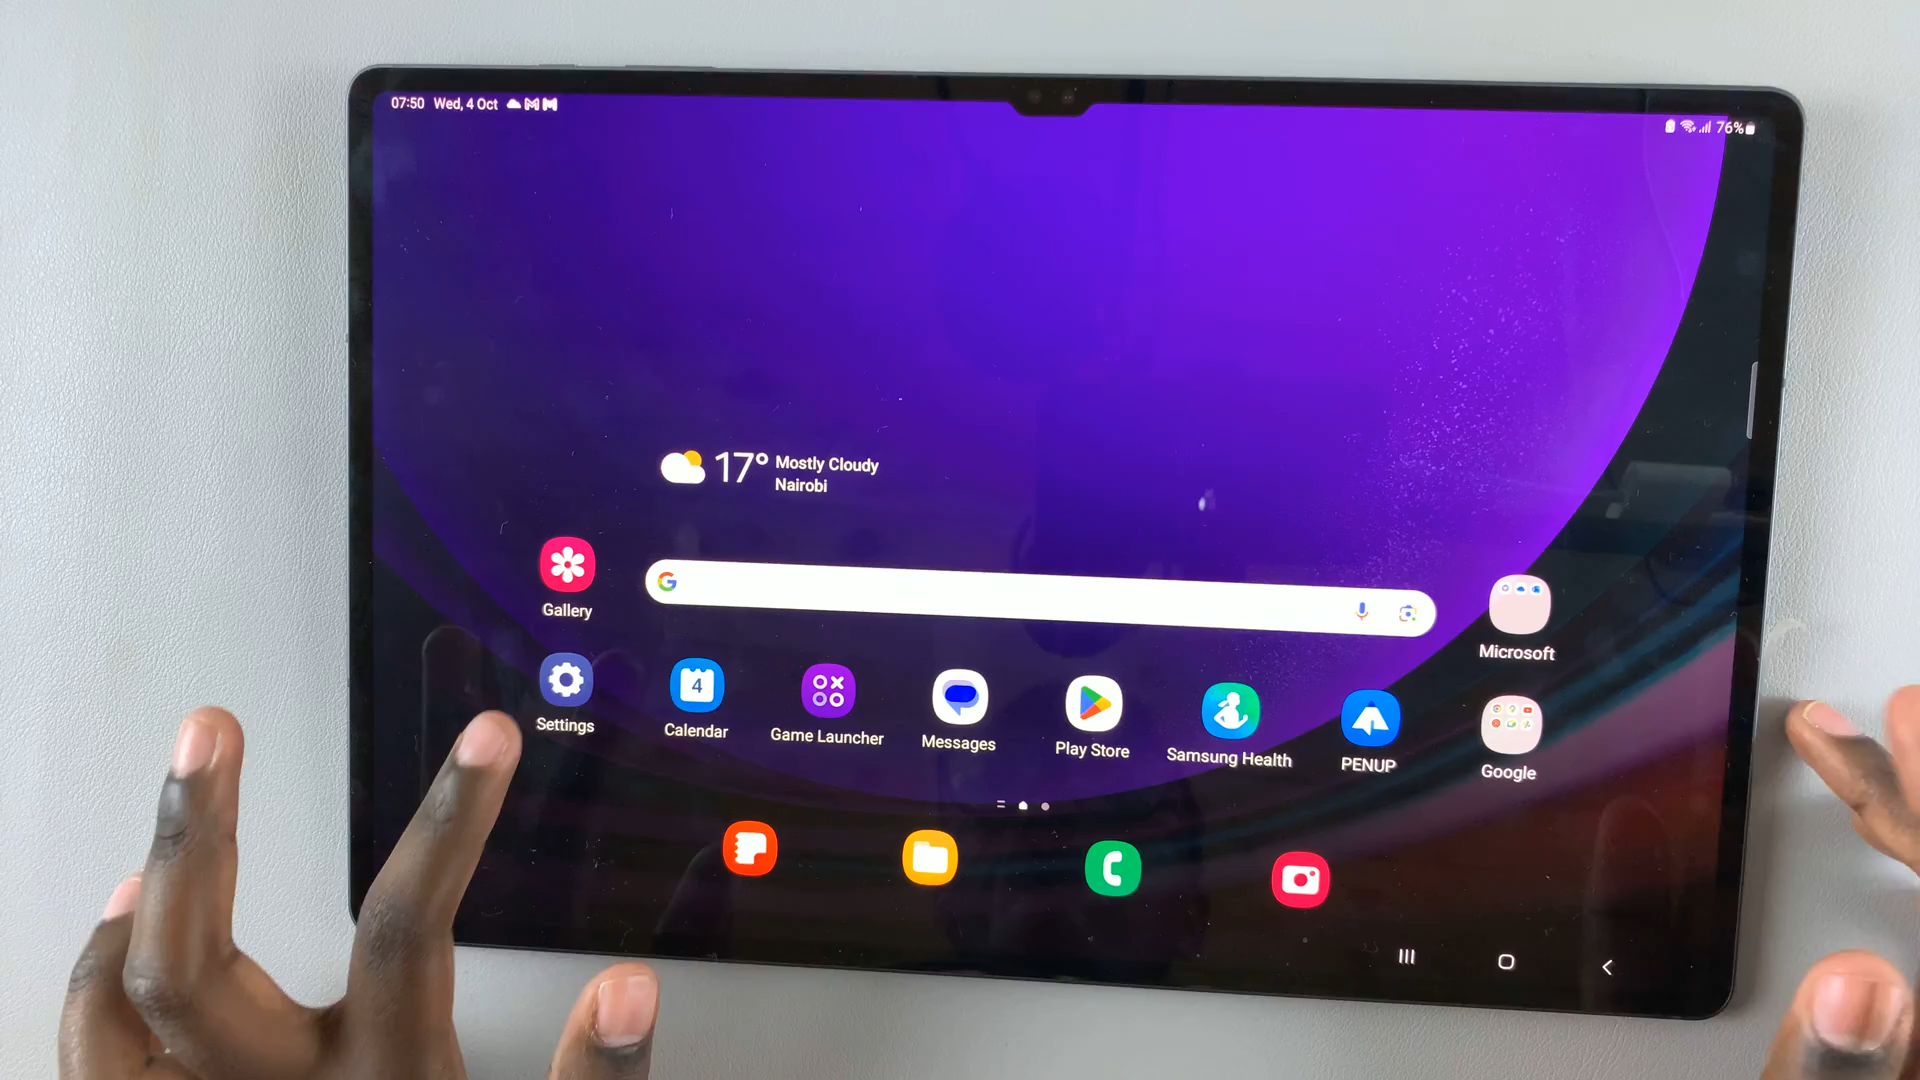 07:50 Wed, 4 Oct
76%
17° Mostly Cloudy
Nairobi
Gallery
Microsoft
4
Settings
Calendar
Game Launcher
Messages
Play Store
Samsung Health
PENUP
Google